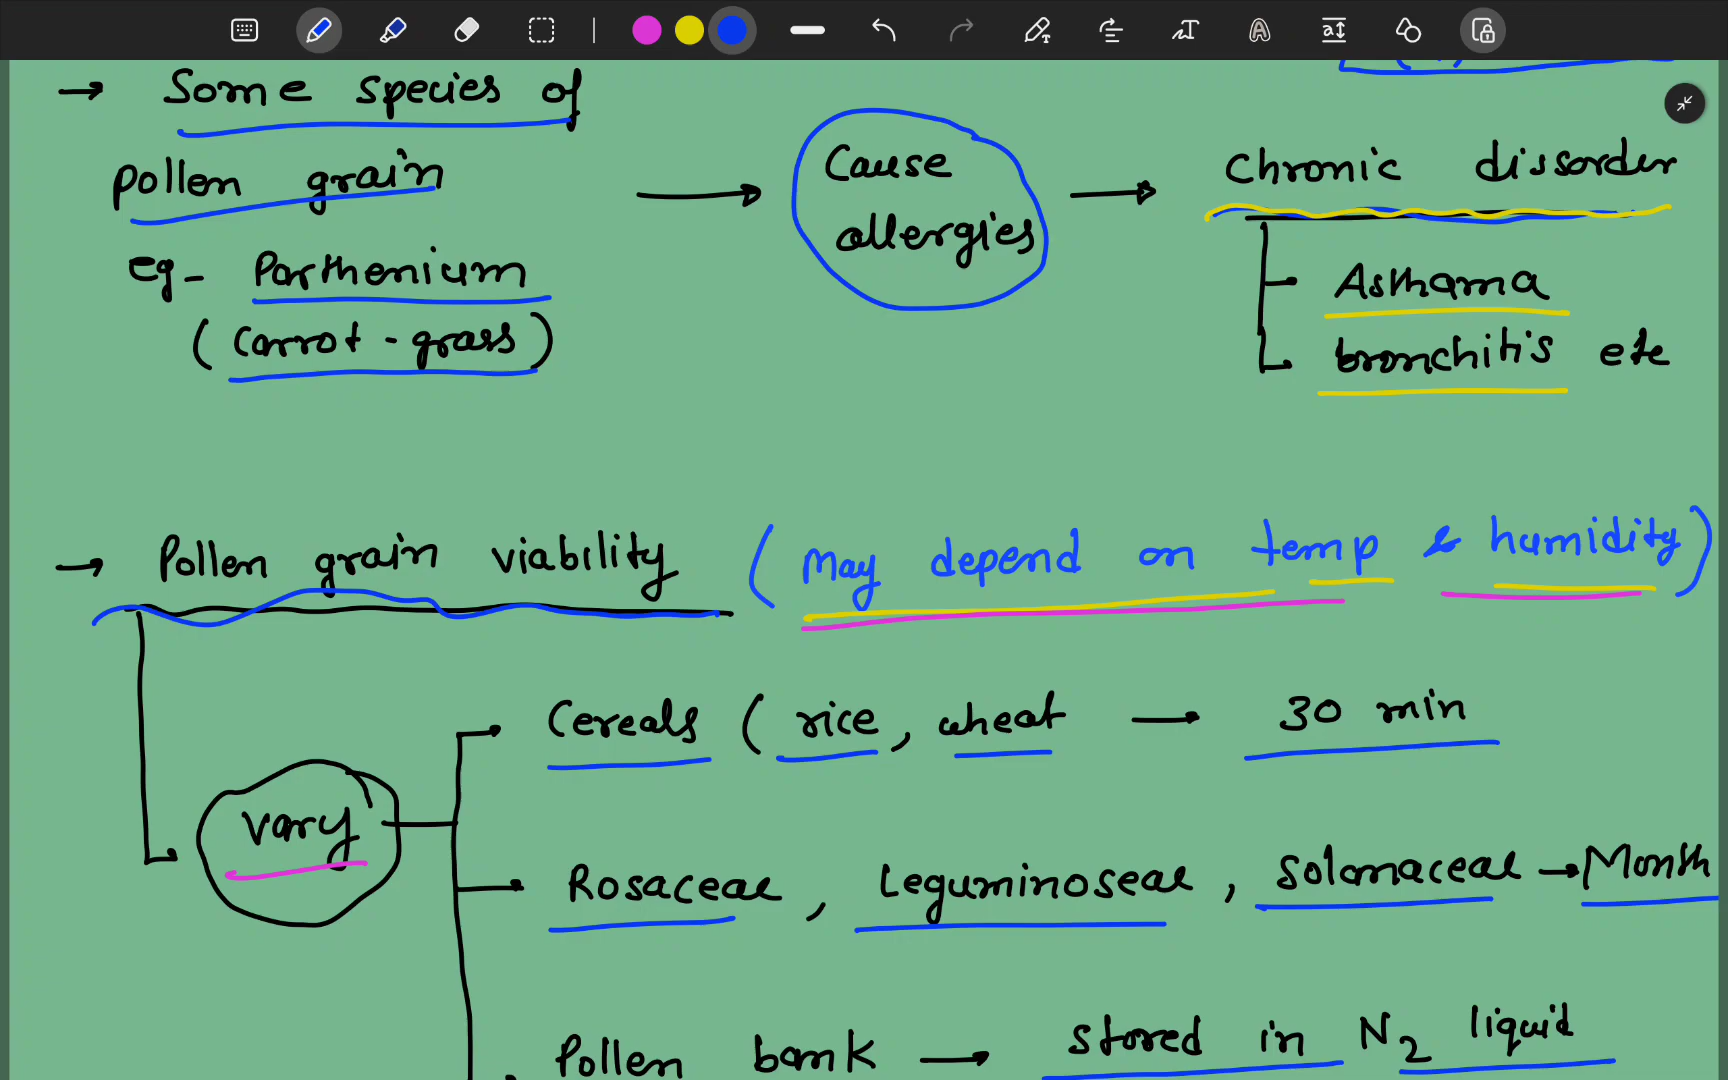 → Some species of
pollen grain → Cause allergies → Chronic dissorder
eg- Parthenium
(Carrot-grass)
Asthama
bronchitis etc
→ Pollen grain viability (May depend on temp & humidity)
vary
Cereals (rice, wheat → 30 min
Rosaceae, Leguminoseae, Solanaceae → Month
Pollen bank → stored in N2 liquid